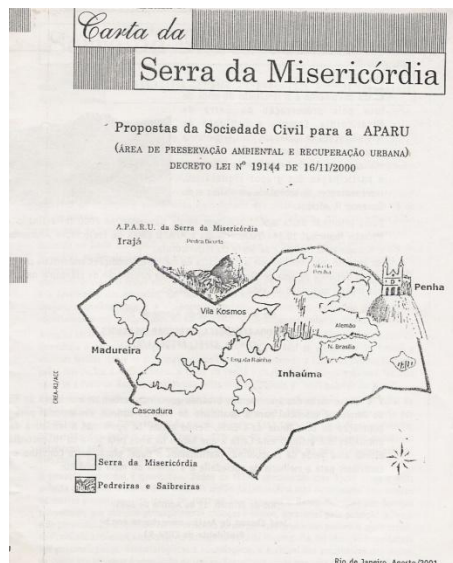 Carta da
Serra da Misericórdia
Propostas da Sociedade Civil para a APARU
(ÁREA DE PRESERVAÇÃO AMBIENTAL E RECUPERAÇÃO URBANA)
DECRETO LEI Nº 19144 DE 16/11/2000
A.P.A.R.U. da Serra da Misericórdia
Irajá
Penha
Vila Kosmos
Alemão
N. Brasília
Madureira
Inhaúma
Cascadura
Serra da Misericórdia
Pedreiras e Saibreiras
Rio de Janeiro, Agosto/2001